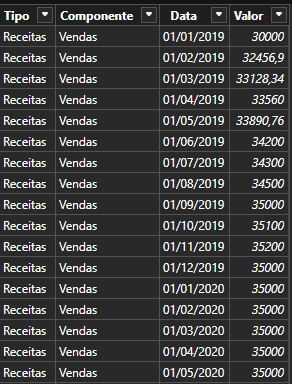 Tipo Componente Data Valor
Receitas Vendas 01/01/2019 30000
Receitas Vendas 01/02/2019 32456,9
Receitas Vendas 01/03/2019 33128,34
Receitas Vendas 01/04/2019 33560
Receitas Vendas 01/05/2019 33890,76
Receitas Vendas 01/06/2019 34200
Receitas Vendas 01/07/2019 34300
Receitas Vendas 01/08/2019 34500
Receitas Vendas 01/09/2019 35000
Receitas Vendas 01/10/2019 35100
Receitas Vendas 01/11/2019 35200
Receitas Vendas 01/12/2019 35000
Receitas Vendas 01/01/2020 35000
Receitas Vendas 01/02/2020 35000
Receitas Vendas 01/03/2020 35000
Receitas Vendas 01/04/2020 35000
Receitas Vendas 01/05/2020 35000